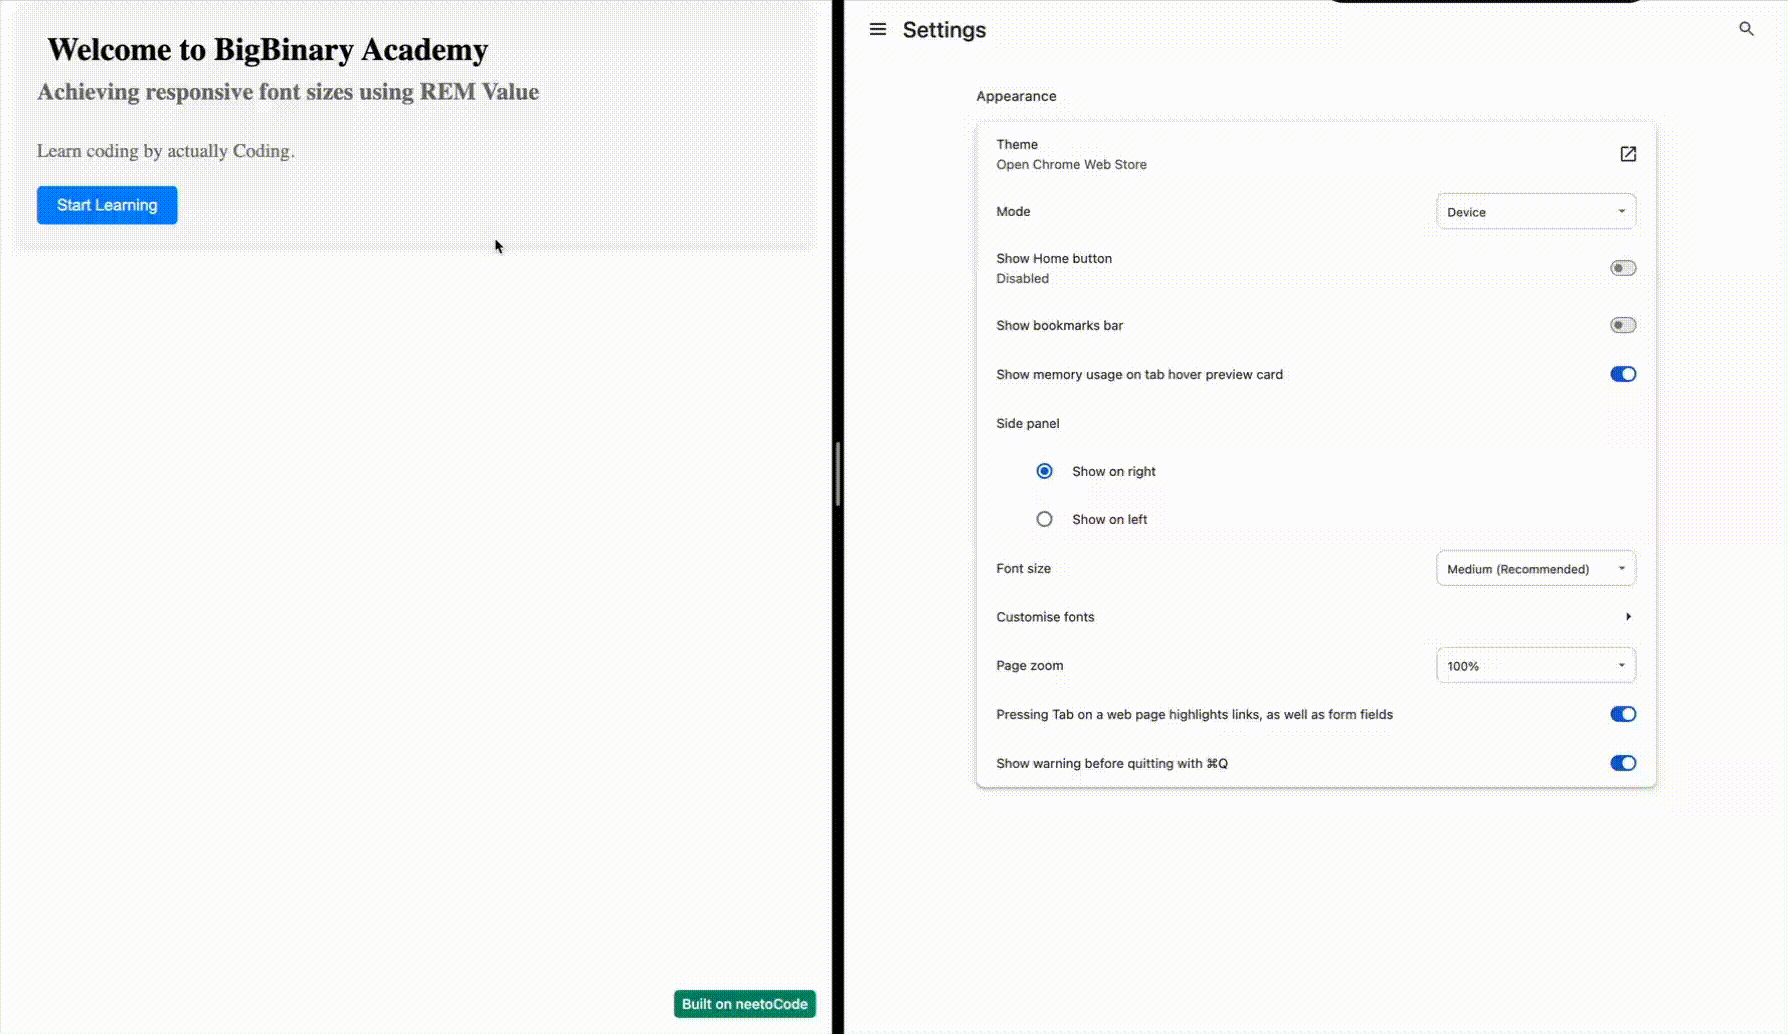 Welcome to BigBinary Academy
Achieving responsive font sizes using REM Value
Learn coding by actually Coding.
Start Learning
Built on neetoCode
Settings
Appearance
Theme
Open Chrome Web Store
Mode
Device
Show Home button
Disabled
Show bookmarks bar
Show memory usage on tab hover preview card
Side panel
Show on right
Show on left
Font size
Medium (Recommended)
Customise fonts
Page zoom
100%
Pressing Tab on a web page highlights links, as well as form fields
Show warning before quitting with ⌘Q